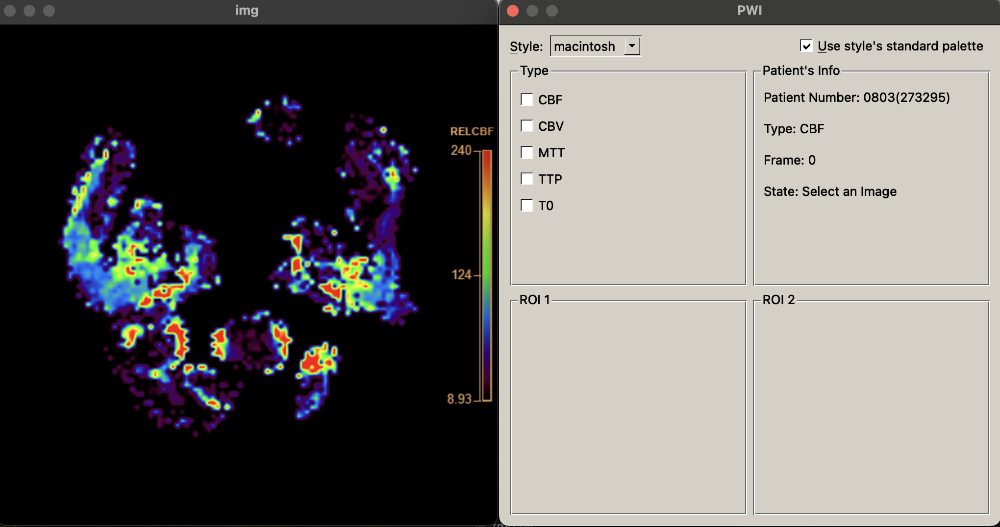 img
RELCBF
240
124
8.93
PWI
Style: macintosh
Use style's standard palette
Type
CBF
CBV
MTT
TTP
T0
Patient's Info
Patient Number: 0803(273295)
Type: CBF
Frame: 0
State: Select an Image
ROI 1
ROI 2